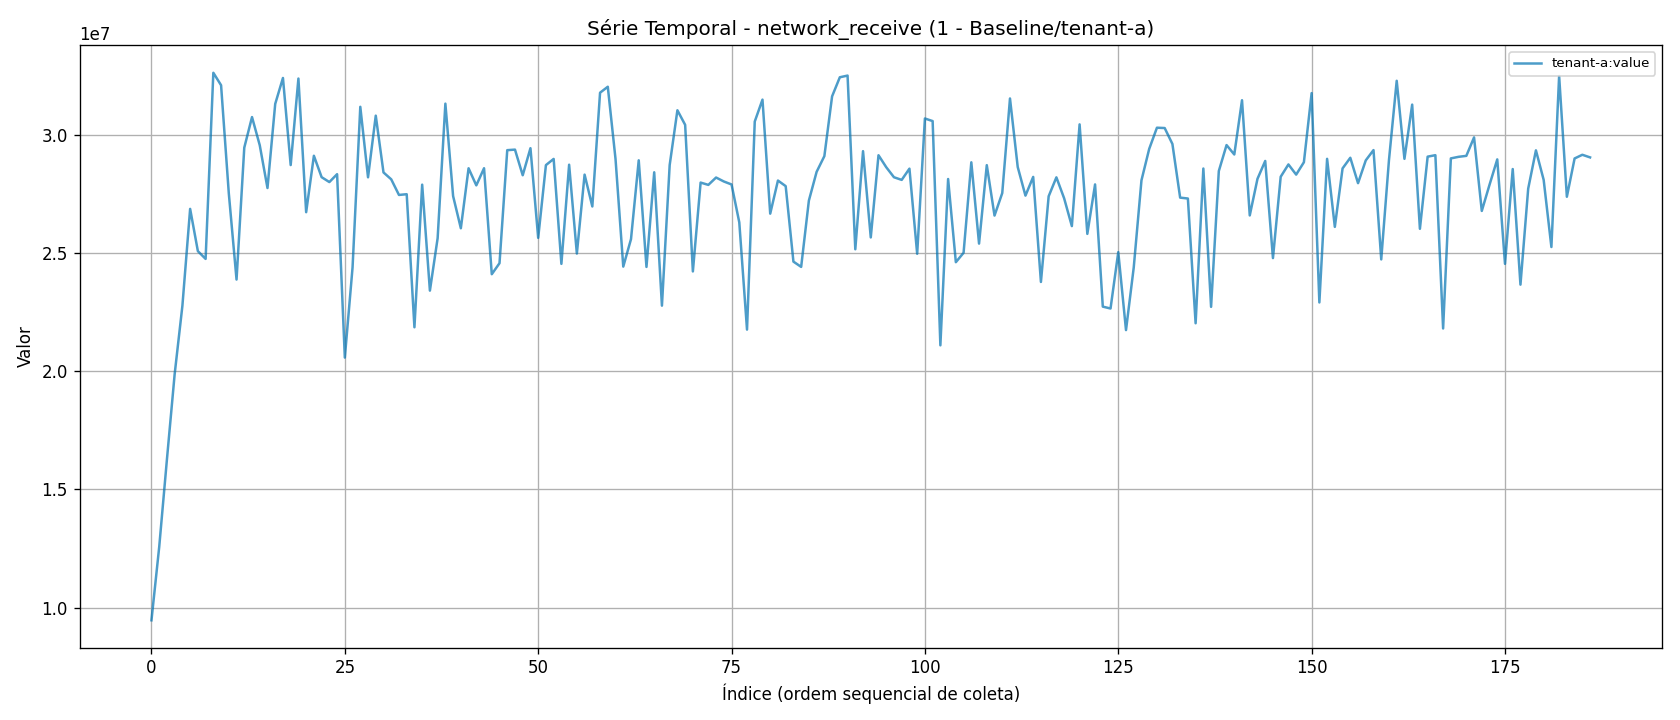 Série Temporal - network_receive (1 - Baseline/tenant-a)
1e7
tenant-a:value
3.0
2.5
2.0
1.5
1.0
Valor
0 25 50 75 100 125 150 175
Índice (ordem sequencial de coleta)